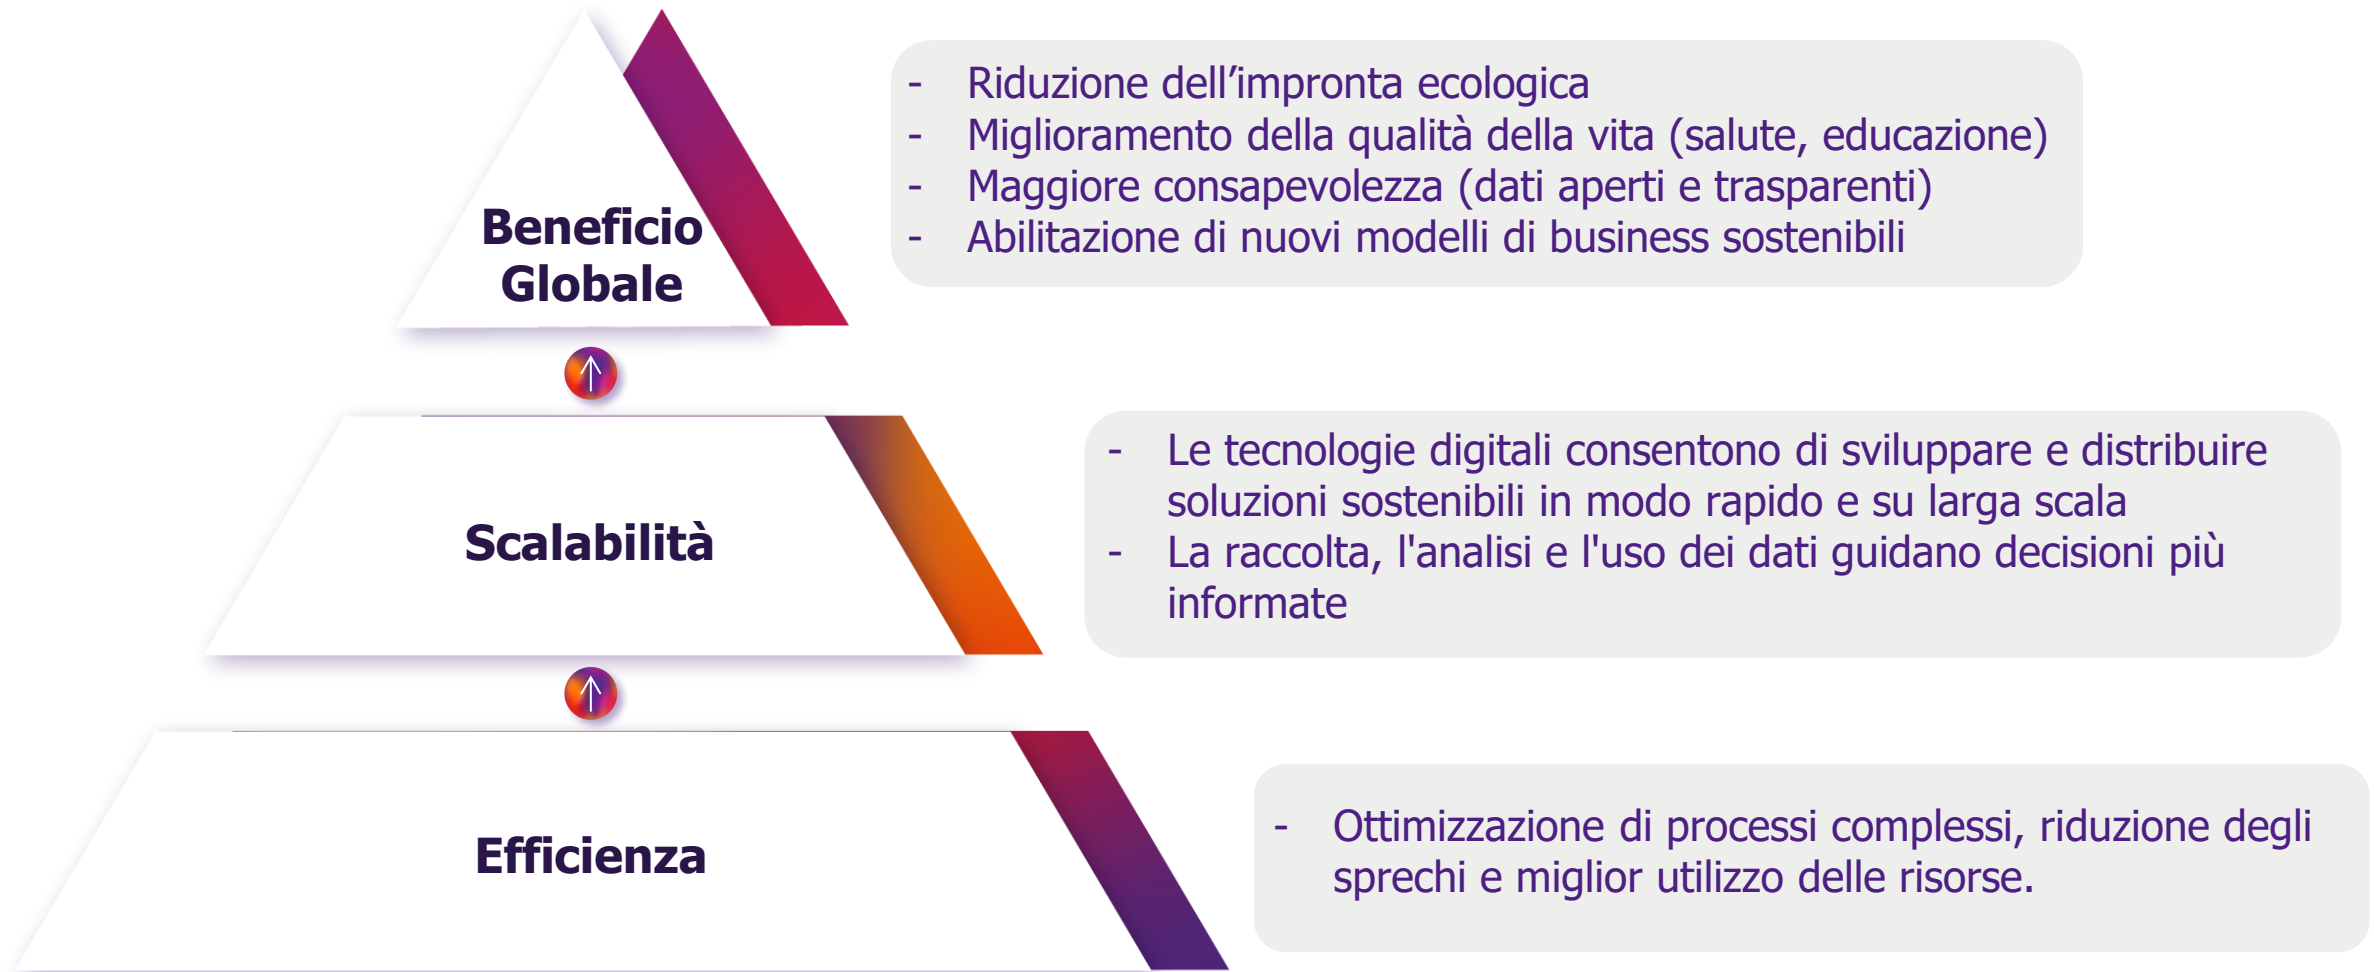 Beneficio
Globale
- Riduzione dell’impronta ecologica
- Miglioramento della qualità della vita (salute, educazione)
- Maggiore consapevolezza (dati aperti e trasparenti)
- Abilitazione di nuovi modelli di business sostenibili
Scalabilità
- Le tecnologie digitali consentono di sviluppare e distribuire
soluzioni sostenibili in modo rapido e su larga scala
- La raccolta, l'analisi e l'uso dei dati guidano decisioni più
informate
Efficienza
- Ottimizzazione di processi complessi, riduzione degli
sprechi e miglior utilizzo delle risorse.